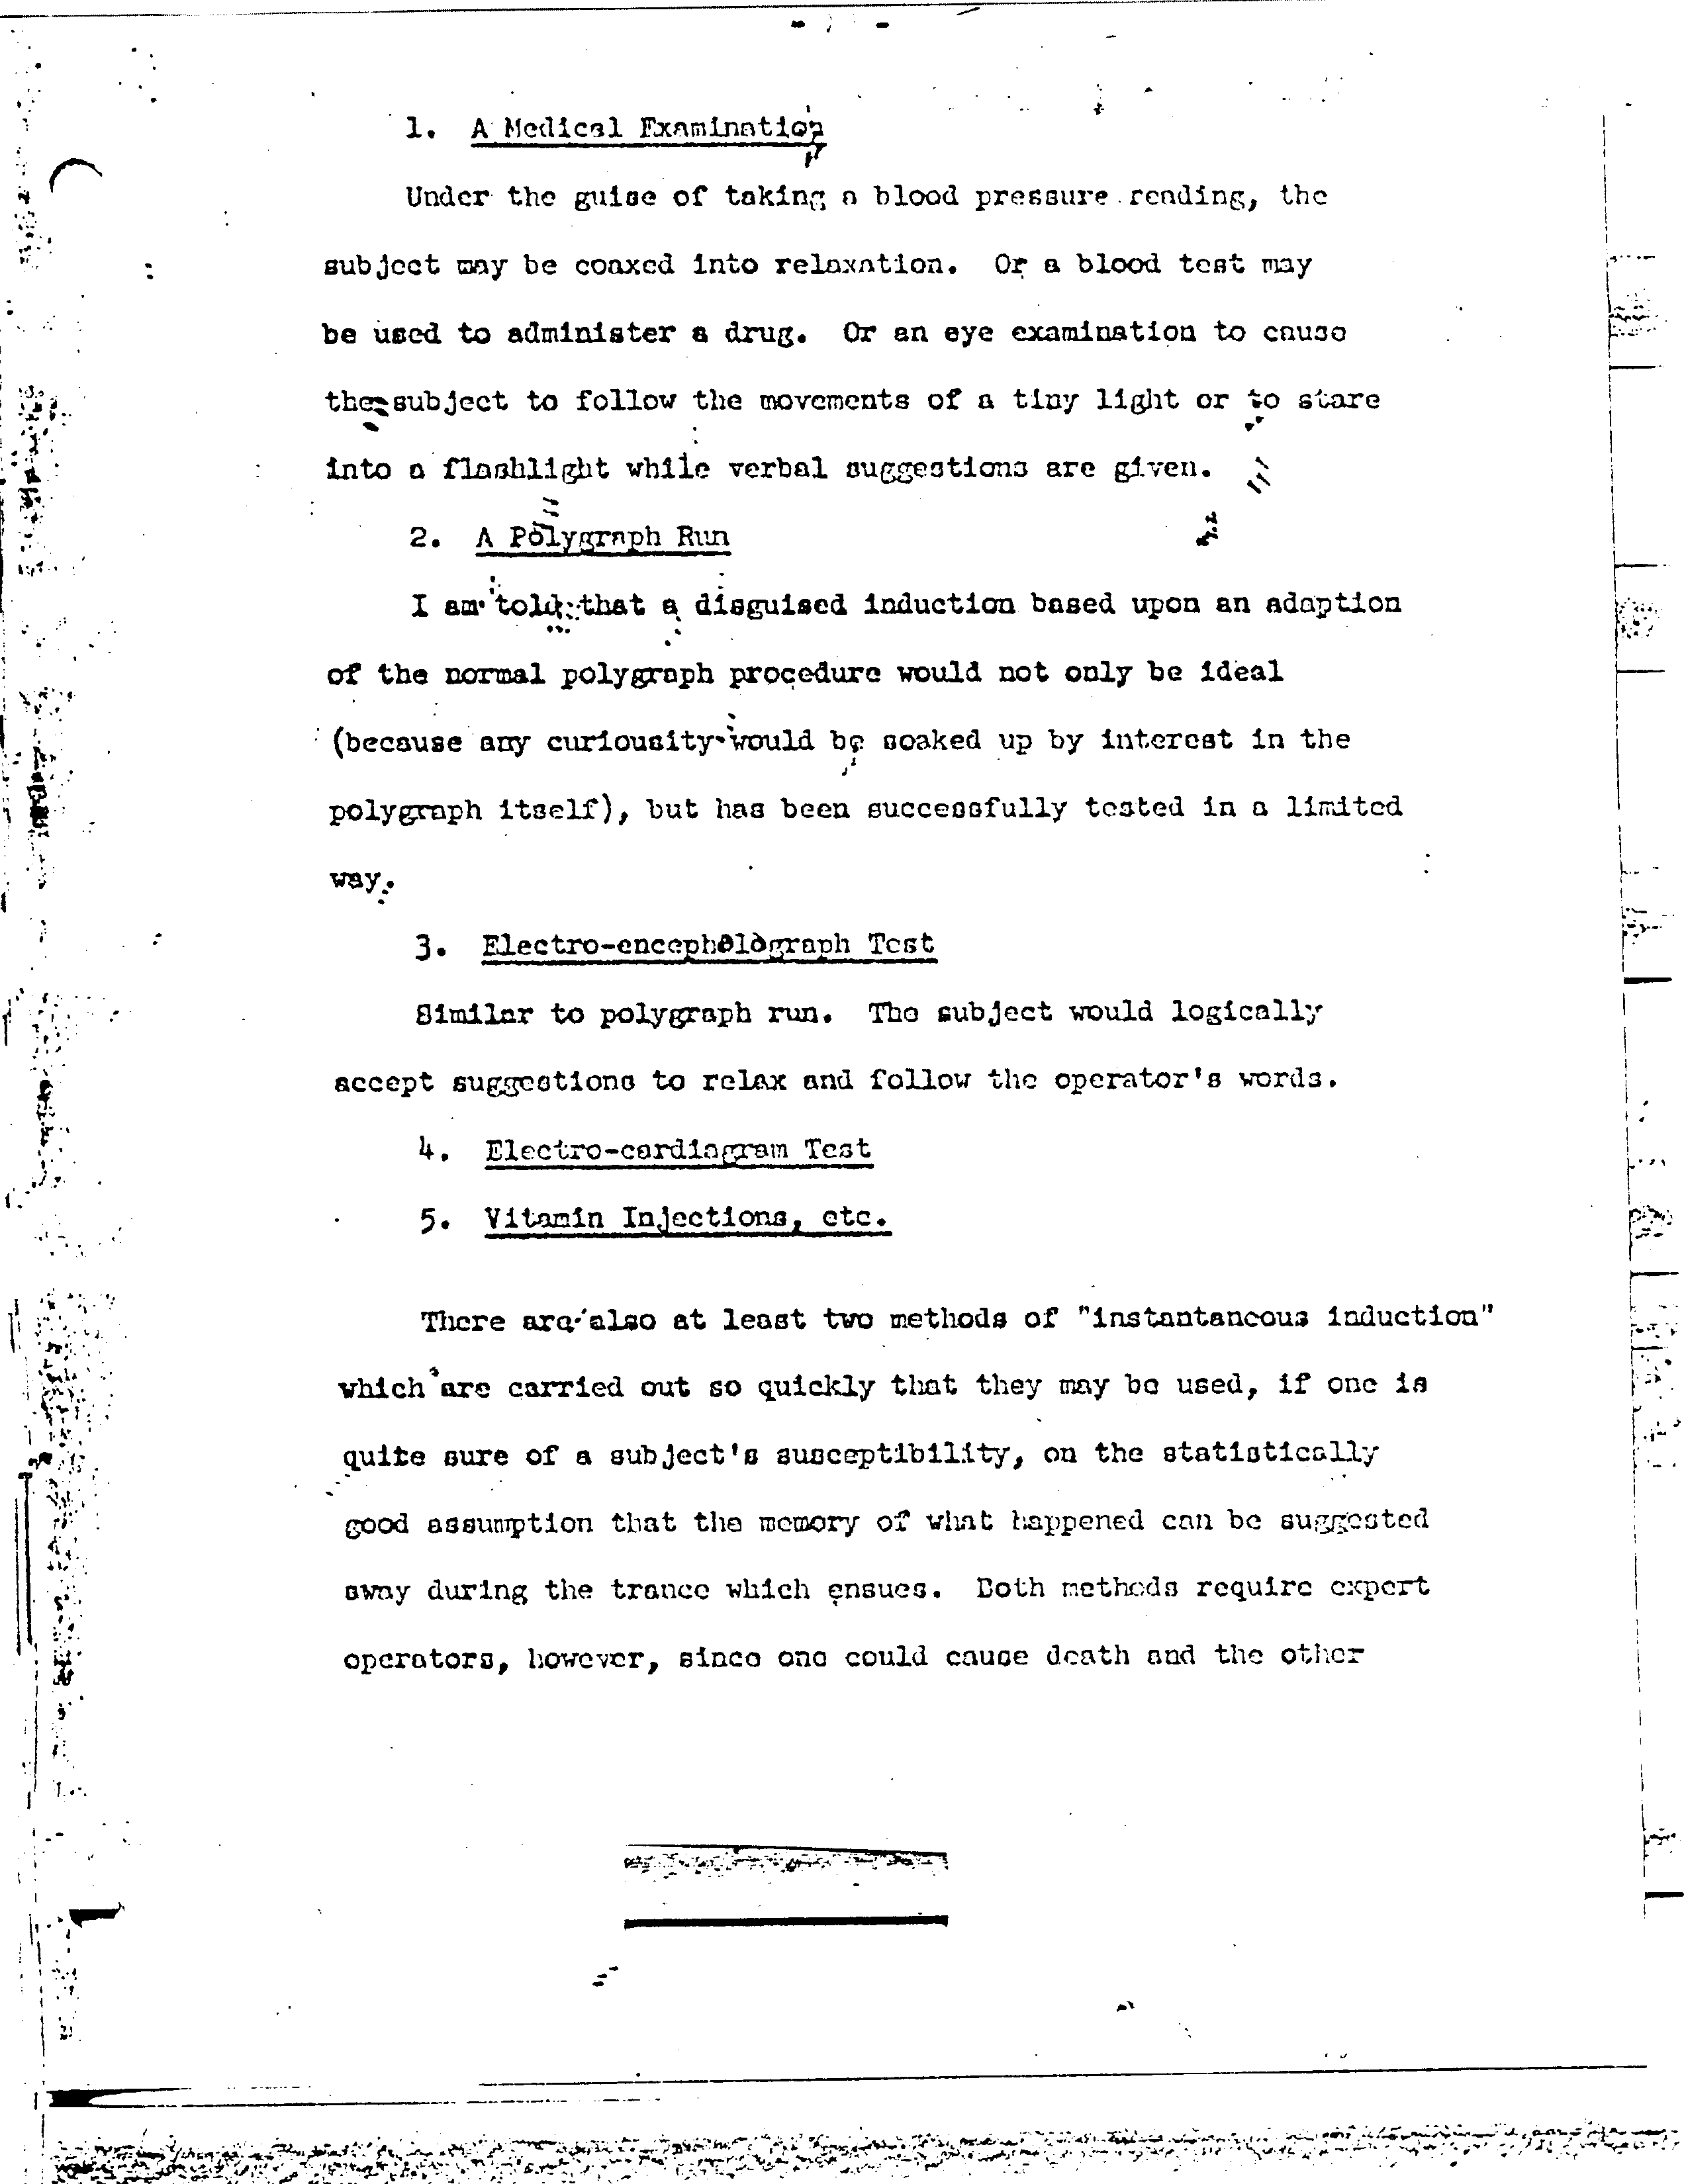 1. A Medical Examination
Under the guise of taking a blood pressure reading, the
subject may be coaxed into relaxation. Or a blood test may
be used to administer a drug. Or an eye examination to cause
the subject to follow the movements of a tiny light or to stare
into a flashlight while verbal suggestions are given.
2. A Polygraph Run
I am told that a disguised induction based upon an adaption
of the normal polygraph procedure would not only be ideal
(because any curiousity would be soaked up by interest in the
polygraph itself), but has been successfully tested in a limited
way.
3. Electro-encephalograph Test
Similar to polygraph run. The subject would logically
accept suggestions to relax and follow the operator's words.
4. Electro-cardiagram Test
5. Vitamin Injections, etc.
There are also at least two methods of "instantaneous induction"
which are carried out so quickly that they may be used, if one is
quite sure of a subject's susceptibility, on the statistically
good assumption that the memory of what happened can be suggested
away during the trance which ensues. Both methods require expert
operators, however, since one could cause death and the other